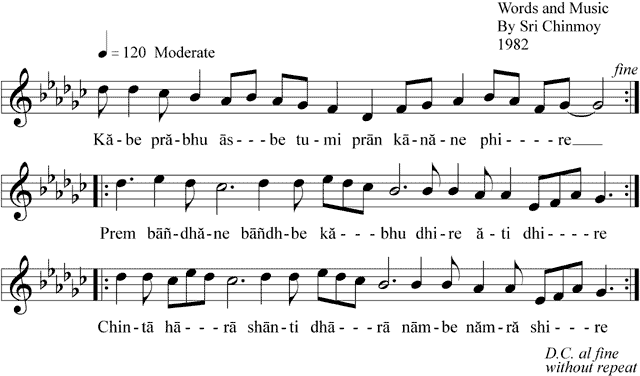 Words and Music
By Sri Chinmoy
1982
= 120 Moderate
fine
Kă-be pră-bhu ās---be tu-mi prān kā-nă-ne phi----re___
Prem bāñ-dhă-ne bāñdh-be kă---bhu dhi-re ă-ti dhi----re
Chin-tā hā---rā shān-ti dhā---rā nām-be năm-ră shi----re
D.C. al fine
without repeat